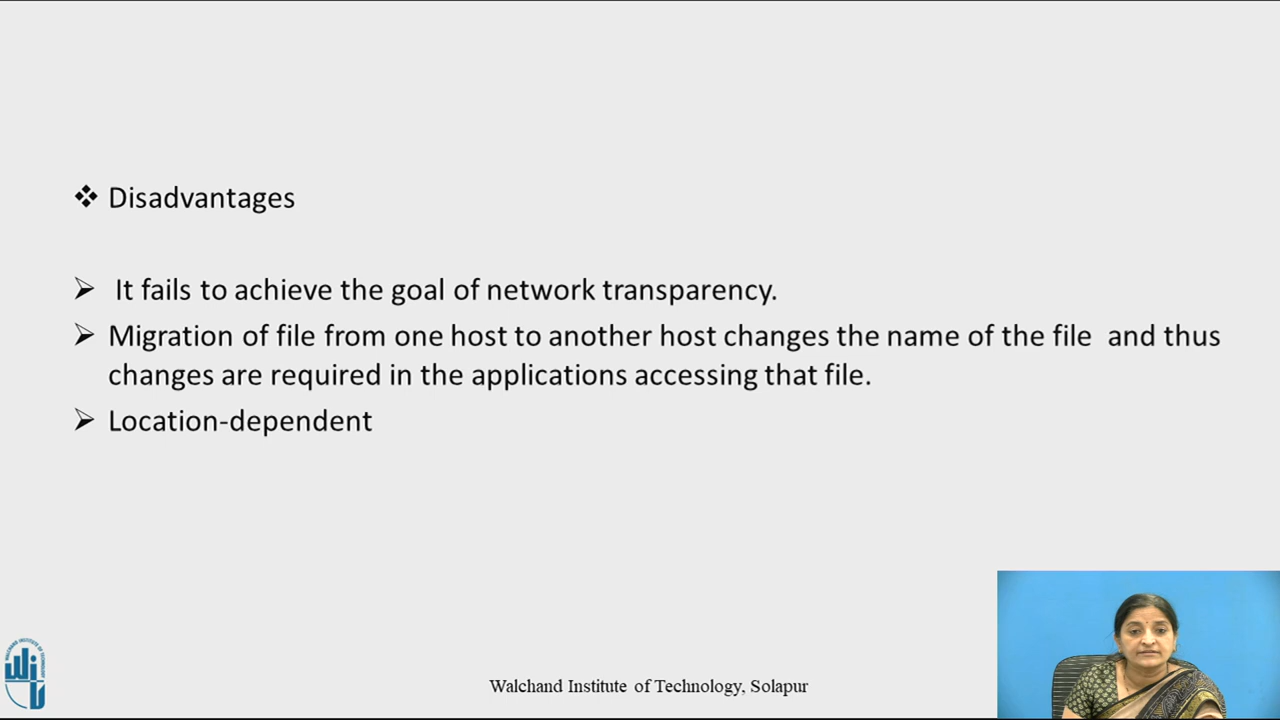 Disadvantages
It fails to achieve the goal of network transparency.
Migration of file from one host to another host changes the name of the file and thus
changes are required in the applications accessing that file.
Location-dependent
Walchand Institute of Technology, Solapur